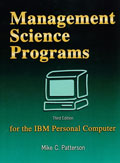 Management
Science
Programs
Third Edition
for the IBM Personal Computer
Mike C. Patterson